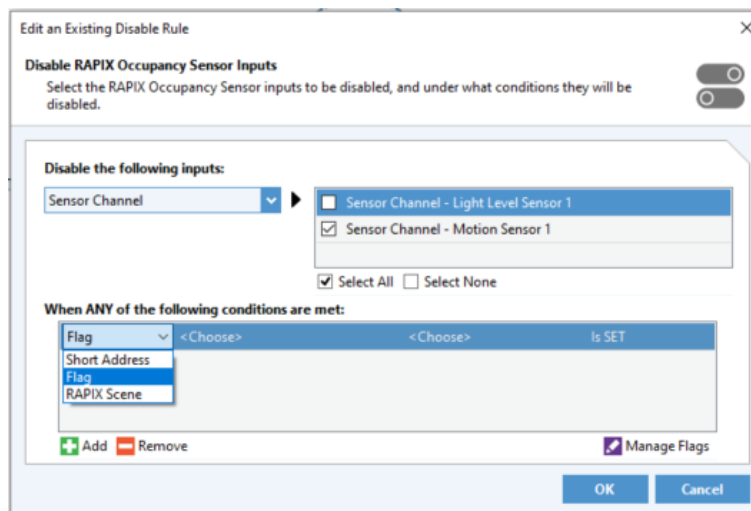 Edit an Existing Disable Rule
Disable RAPIX Occupancy Sensor Inputs
Select the RAPIX Occupancy Sensor inputs to be disabled, and under what conditions they will be
disabled.
Disable the following inputs:
Sensor Channel
Sensor Channel - Light Level Sensor 1
Sensor Channel - Motion Sensor 1
Select All Select None
When ANY of the following conditions are met:
Flag <Choose> <Choose> Is SET
Short Address
Flag
RAPIX Scene
Add Remove Manage Flags
OK Cancel